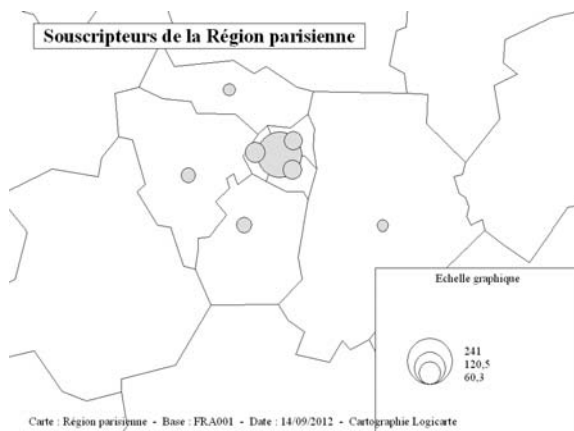 Souscripteurs de la Région parisienne
Echelle graphique
241
120,5
60,3
Carte : Région parisienne - Base : FRA001 - Date : 14/09/2012 - Cartographie Logicarte